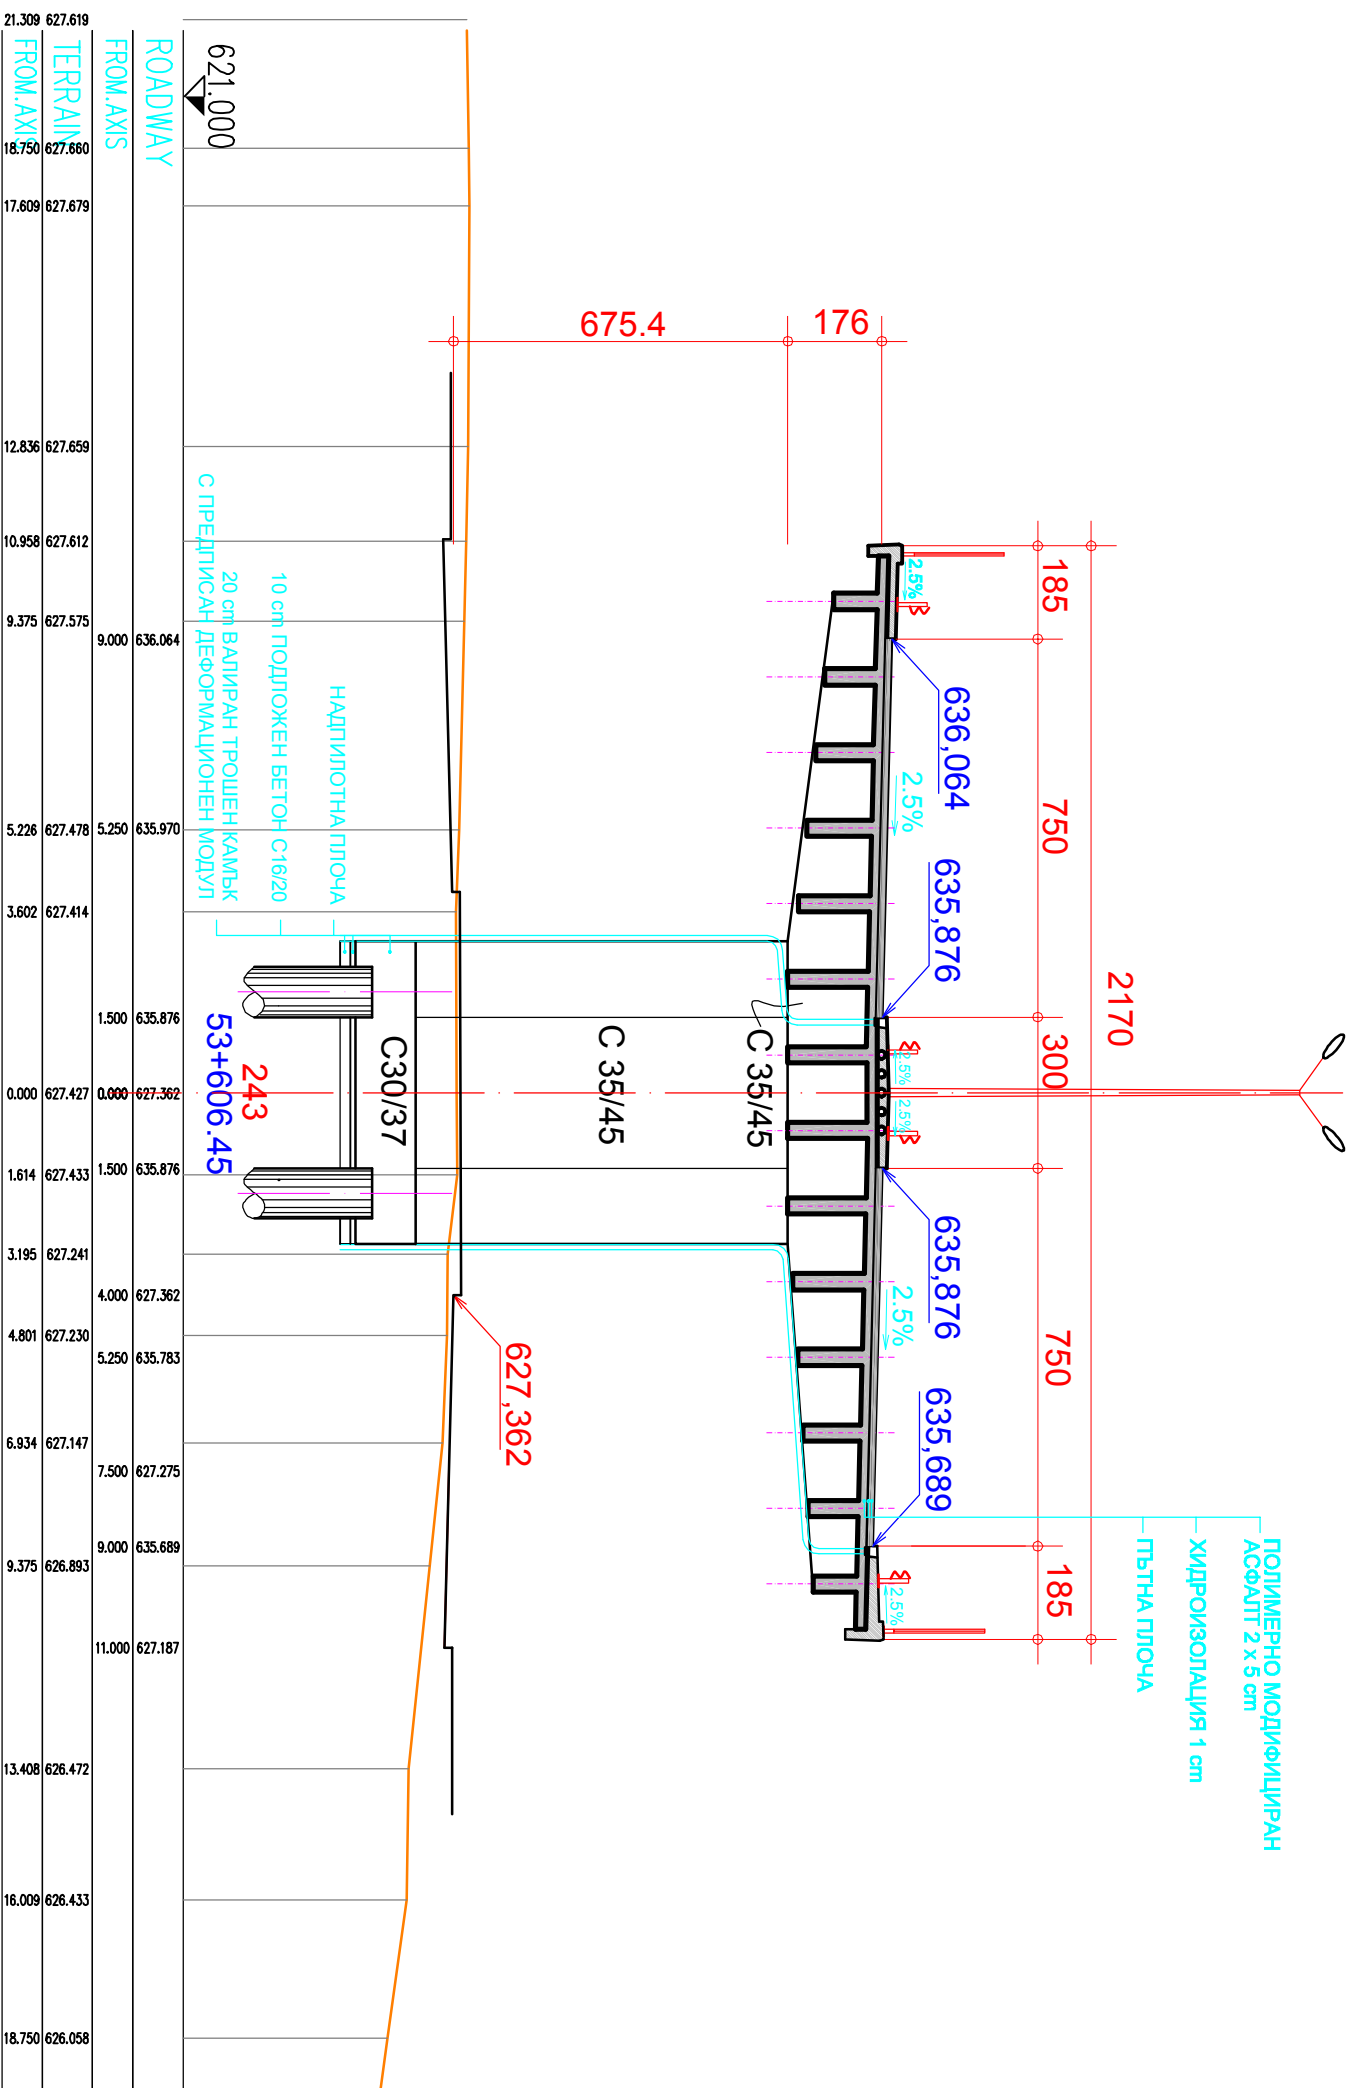 2170
185
750
300
750
185
636,064
635,876
635,876
635,689
2.5%
2.5%
2.5%
2.5%
2.5%
2.5%
ПОЛИМЕРНО МОДИФИЦИРАН
АСФАЛТ 2 x 5 cm
ХИДРОИЗОЛАЦИЯ 1 cm
ПЪТНА ПЛОЧА
176
675.4
C 35/45
C 35/45
C30/37
627,362
НАДПИЛОТНА ПЛОЧА
10 cm ПОДЛОЖЕН БЕТОН C16/20
20 cm ВАЛИРАН ТРОШЕН КАМЪК
С ПРЕДПИСАН ДЕФОРМАЦИОНЕН МОДУЛ
243
53+606.45
621.000
ROADWAY
636.064 635.970 635.876 627.362 635.876 627.362 635.783 627.275 635.689 627.187
FROM.AXIS
9.000 5.250 1.500 0.000 1.500 4.000 5.250 7.500 9.000 11.000
TERRAIN
627.619 627.660 627.679 627.659 627.612 627.575 627.478 627.414 627.427 627.433 627.241 627.230 627.147 626.893 626.472 626.433 626.058
FROM.AXIS
21.309 18.750 17.609 12.836 10.958 9.375 5.226 3.602 0.000 1.614 3.195 4.801 6.934 9.375 13.408 16.009 18.750